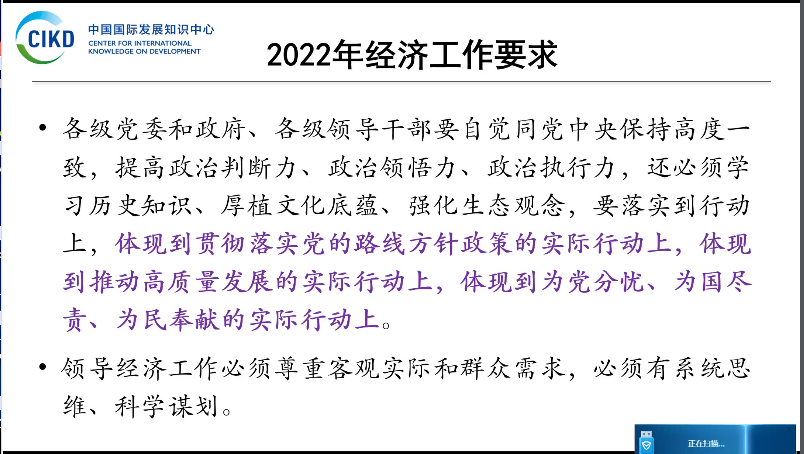 CIKD
中国国际发展知识中心
CENTER FOR INTERNATIONAL
KNOWLEDGE ON DEVELOPMENT
2022年经济工作要求
• 各级党委和政府、各级领导干部要自觉同党中央保持高度一
致，提高政治判断力、政治领悟力、政治执行力，还必须学
习历史知识、厚植文化底蕴、强化生态观念，要落实到行动
上，体现到贯彻落实党的路线方针政策的实际行动上，体现
到推动高质量发展的实际行动上，体现到为党分忧、为国尽
责、为民奉献的实际行动上。
• 领导经济工作必须尊重客观实际和群众需求，必须有系统思
维、科学谋划。
正在扫描...